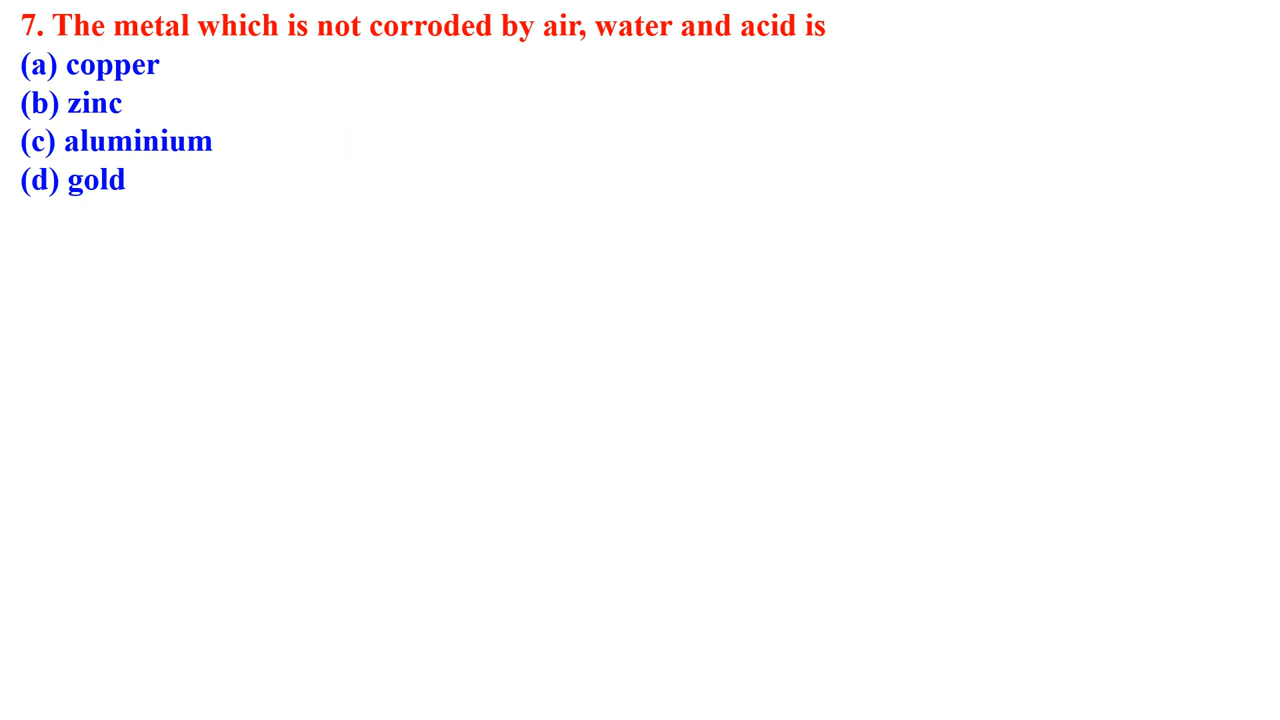 7. The metal which is not corroded by air, water and acid is
(a) copper
(b) zinc
(c) aluminium
(d) gold